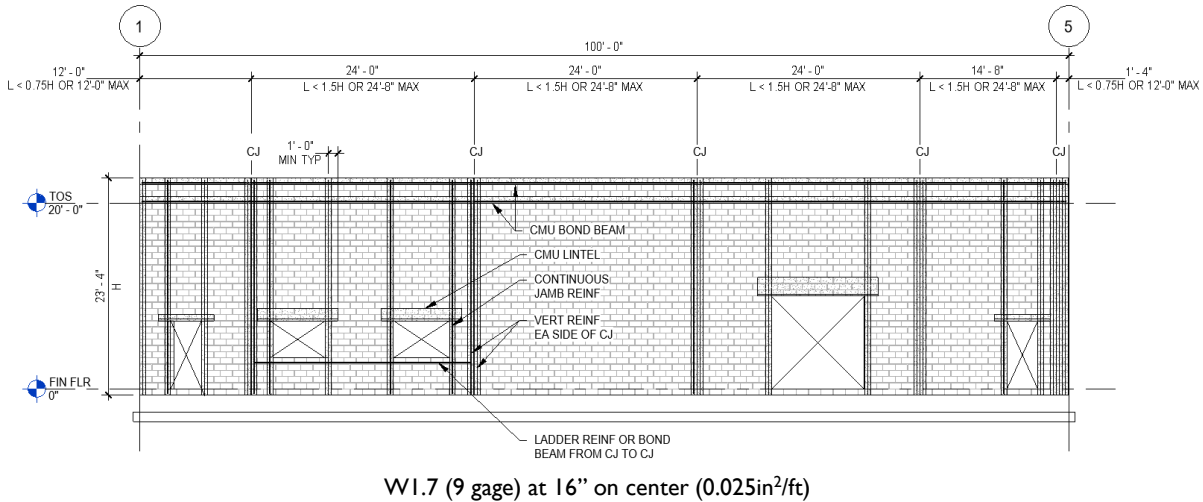 1
5
100' - 0"
12' - 0"
24' - 0"
24' - 0"
24' - 0"
14' - 8"
1' - 4"
L < 0.75H OR 12'-0" MAX
L < 1.5H OR 24'-8" MAX
L < 1.5H OR 24'-8" MAX
L < 1.5H OR 24'-8" MAX
L < 1.5H OR 24'-8" MAX
L < 0.75H OR 12'-0" MAX
1' - 0"
MIN TYP
CJ
CJ
CJ
CJ
CJ
TOS
20' - 0"
CMU BOND BEAM
CMU LINTEL
CONTINUOUS
JAMB REINF
23' - 4"
H
VERT REINF
EA SIDE OF CJ
FIN FLR
0"
LADDER REINF OR BOND
BEAM FROM CJ TO CJ
W1.7 (9 gage) at 16” on center (0.025in²/ft)